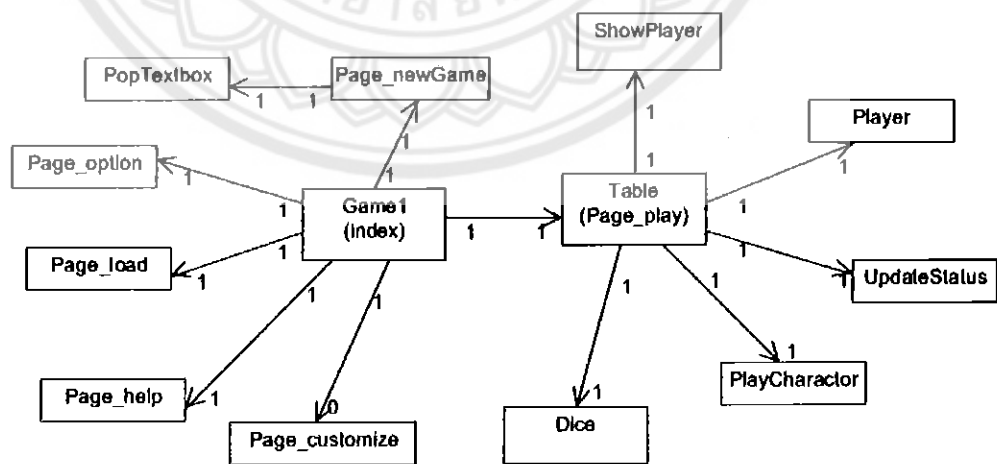 ShowPlayer
PopTextbox
Page_newGame
1
1
1
1
1
1
Player
1
1
Page_option
1
1
Table
(Page_play)
Game1
(index)
1
1
1
1
Page_load
1
1
1
UpdateStatus
1
1
1
1
1
PlayCharactor
Page_help
1
0
1
Page_customize
Dice